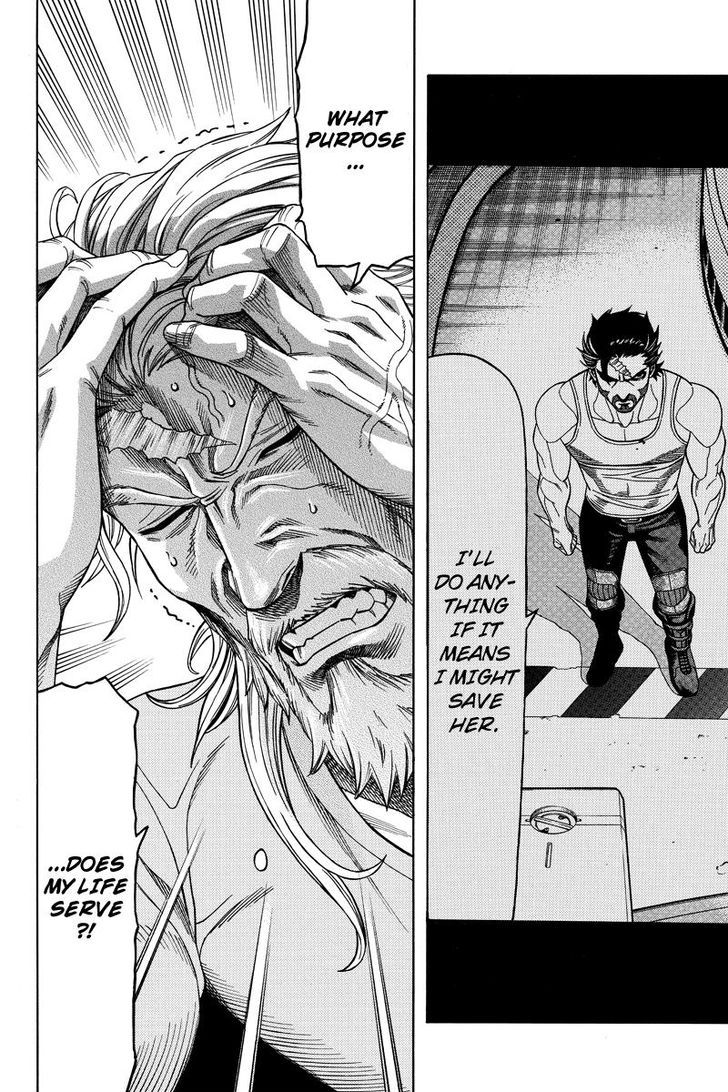 I'LL
DO ANY-
THING
IF IT
MEANS
I MIGHT
SAVE
HER.
WHAT
PURPOSE
...
...DOES
MY LIFE
SERVE
?!